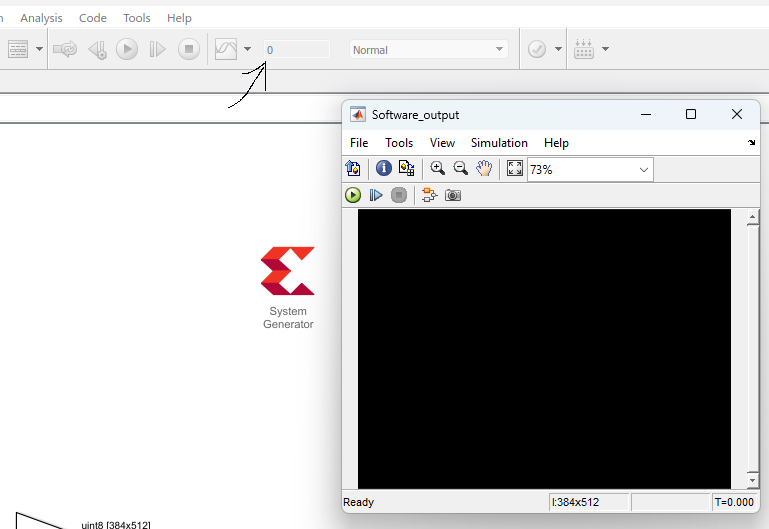 Analysis Code Tools Help
0
Normal
Software_output
File Tools View Simulation Help
73%
System
Generator
uint8 [384x512]
Ready I:384x512 T=0.000